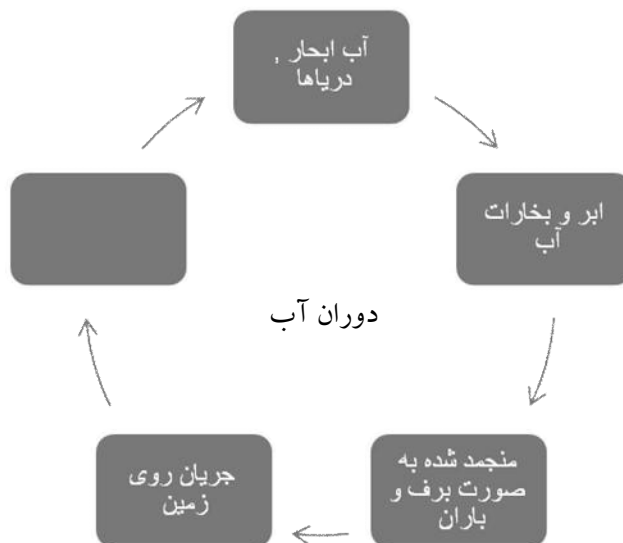 آب ابحار ,
دریاها
ابر و بخارات
آب
منجمد شده به
صورت برف و
باران
جریان روی
زمین
دوران آب